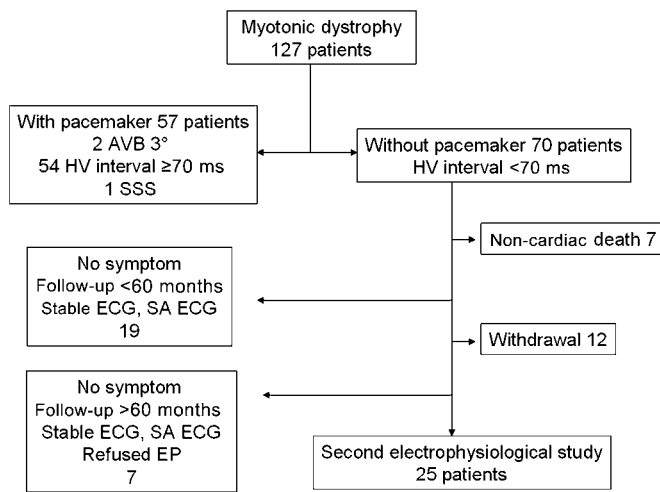 Myotonic dystrophy
127 patients
With pacemaker 57 patients
2 AVB 3°
54 HV interval ≥70 ms
1 SSS
Without pacemaker 70 patients
HV interval <70 ms
Non-cardiac death 7
No symptom
Follow-up <60 months
Stable ECG, SA ECG
19
Withdrawal 12
No symptom
Follow-up >60 months
Stable ECG, SA ECG
Refused EP
7
Second electrophysiological study
25 patients